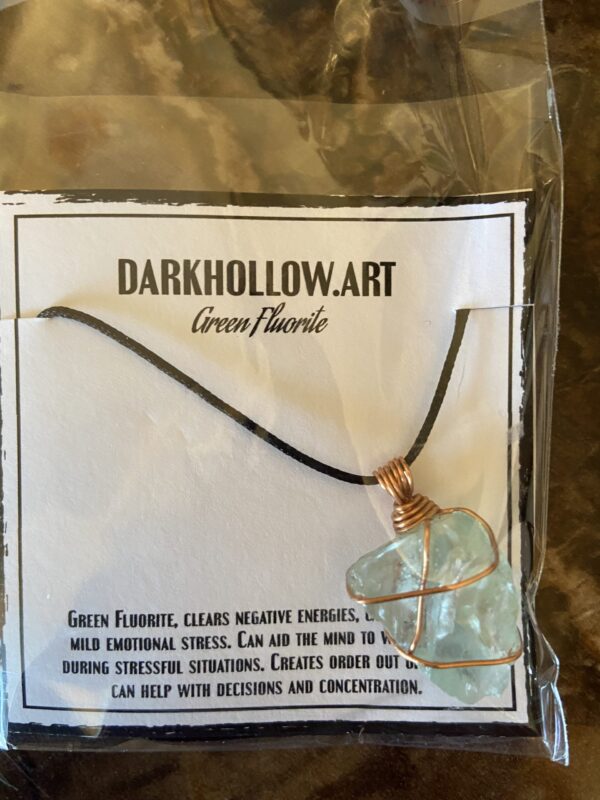 DARKHOLLOW.ART
Green Fluorite
GREEN FLUORITE, CLEARS NEGATIVE ENERGIES,
MILD EMOTIONAL STRESS. CAN AID THE MIND TO
DURING STRESSFUL SITUATIONS. CREATES ORDER OUT
CAN HELP WITH DECISIONS AND CONCENTRATION.